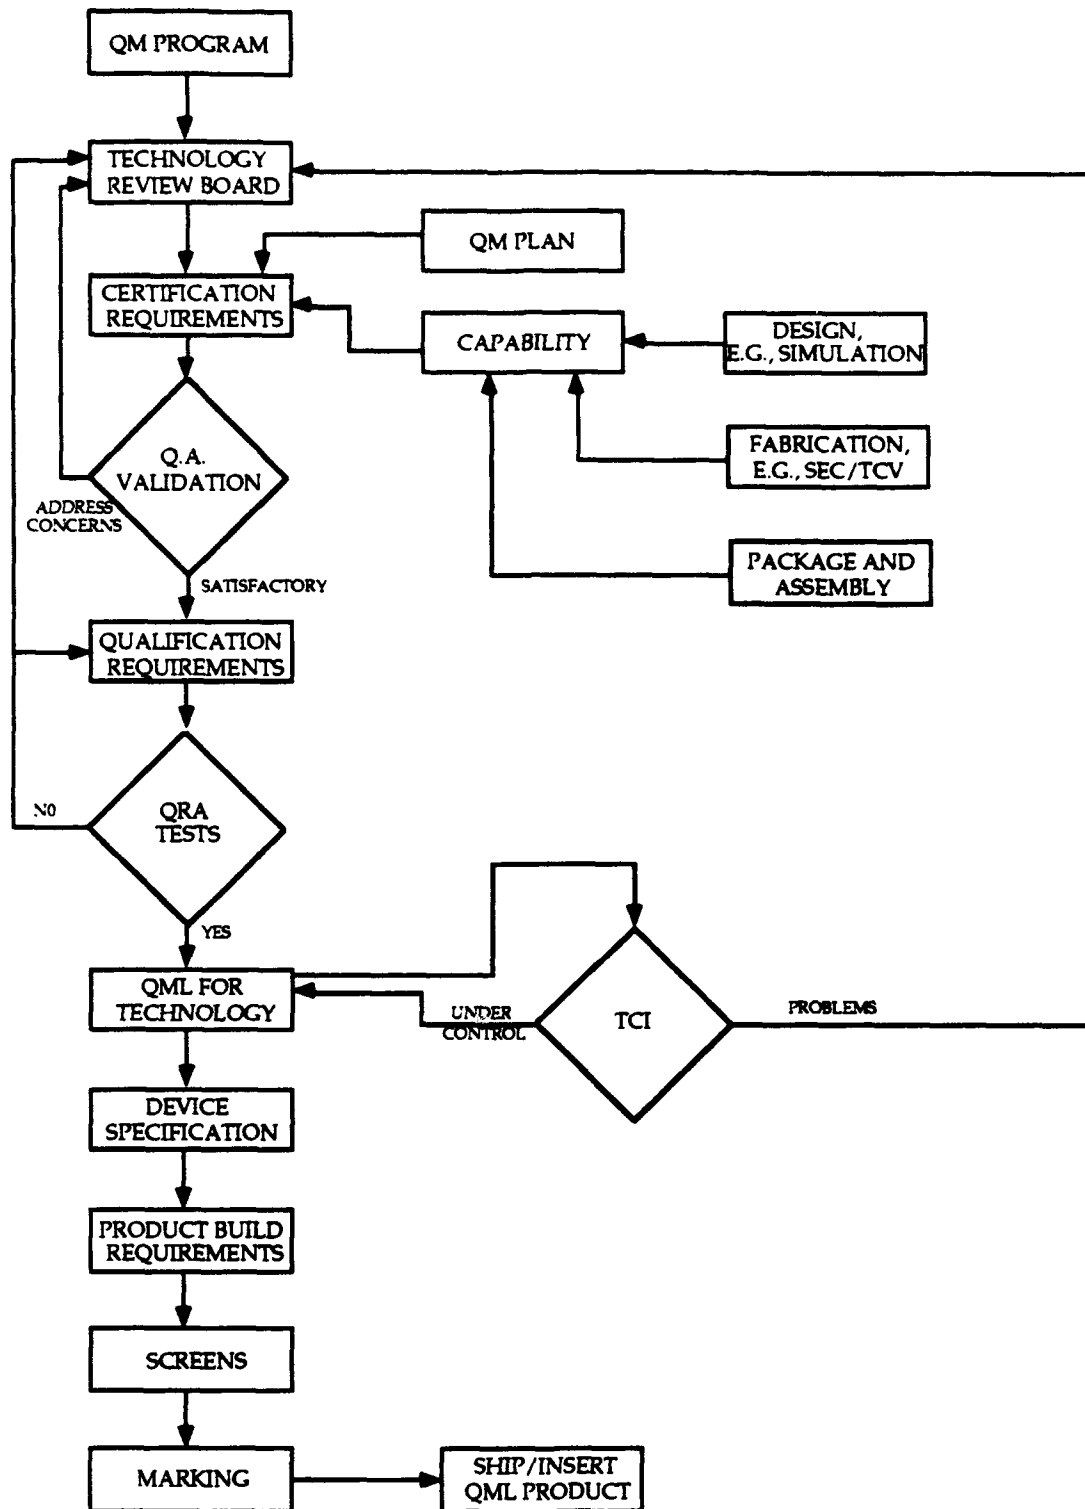 QM PROGRAM
TECHNOLOGY
REVIEW BOARD
QM PLAN
CERTIFICATION
REQUIREMENTS
CAPABILITY
DESIGN,
E.G., SIMULATION
Q.A.
VALIDATION
FABRICATION,
E.G., SEC/TCV
ADDRESS
CONCERNS
PACKAGE AND
ASSEMBLY
SATISFACTORY
QUALIFICATION
REQUIREMENTS
QRA
TESTS
NO
YES
QML FOR
TECHNOLOGY
UNDER
CONTROL
TCI
PROBLEMS
DEVICE
SPECIFICATION
PRODUCT BUILD
REQUIREMENTS
SCREENS
MARKING
SHIP/INSERT
QML PRODUCT